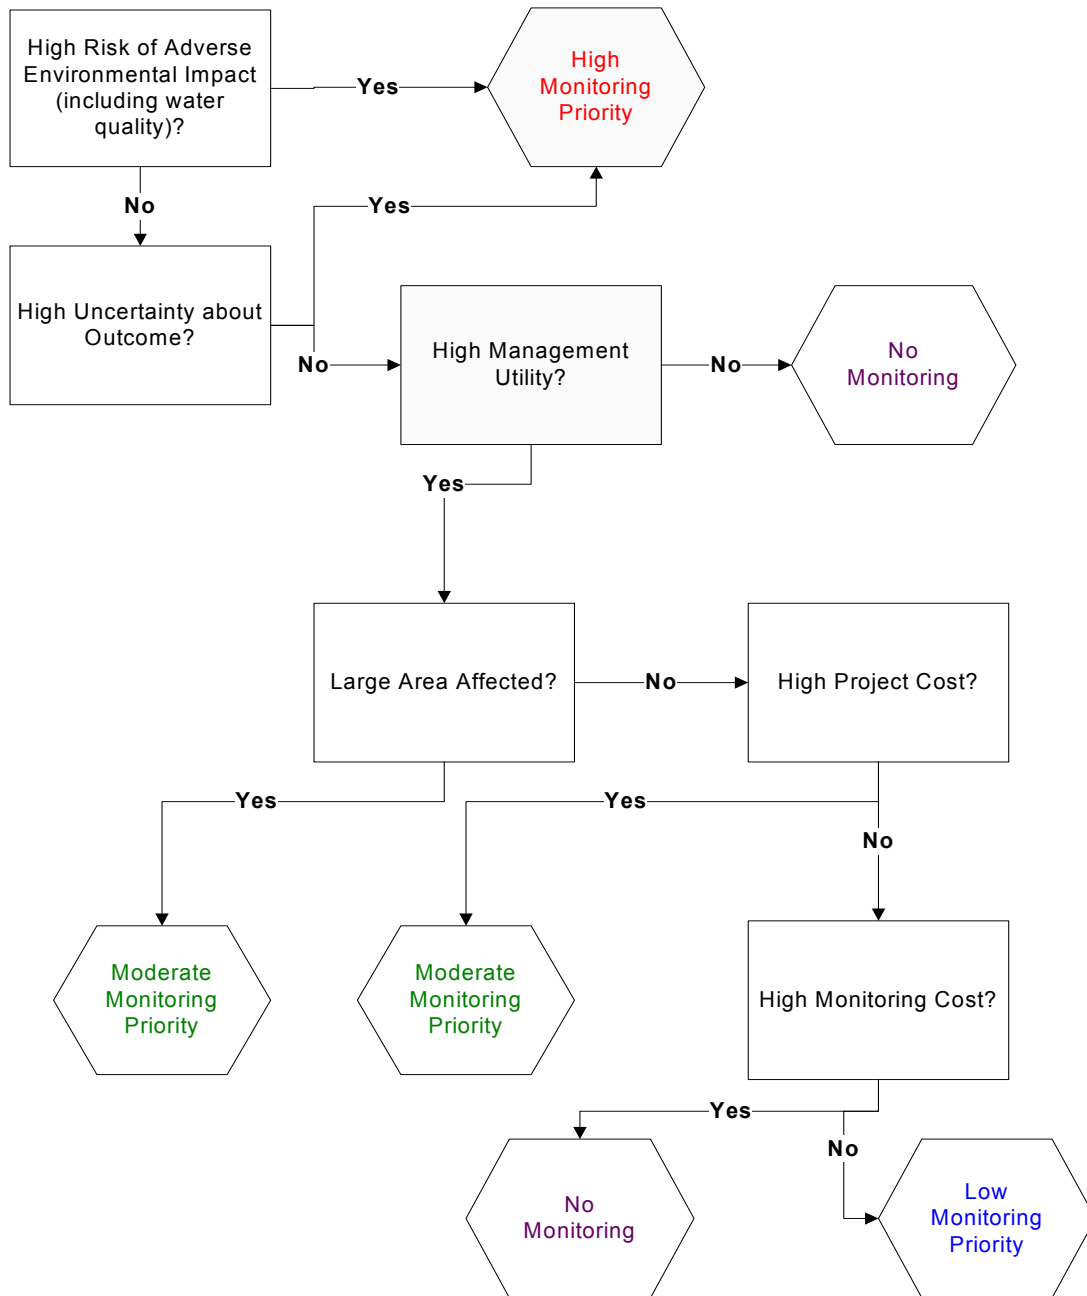 High Risk of Adverse
Environmental Impact
(including water
quality)?
Yes
High
Monitoring
Priority
No
Yes
High Uncertainty about
Outcome?
No
High Management
Utility?
No
No
Monitoring
Yes
Large Area Affected?
No
High Project Cost?
Yes
Yes
No
Moderate
Monitoring
Priority
Moderate
Monitoring
Priority
High Monitoring Cost?
Yes
No
No
Monitoring
Low
Monitoring
Priority